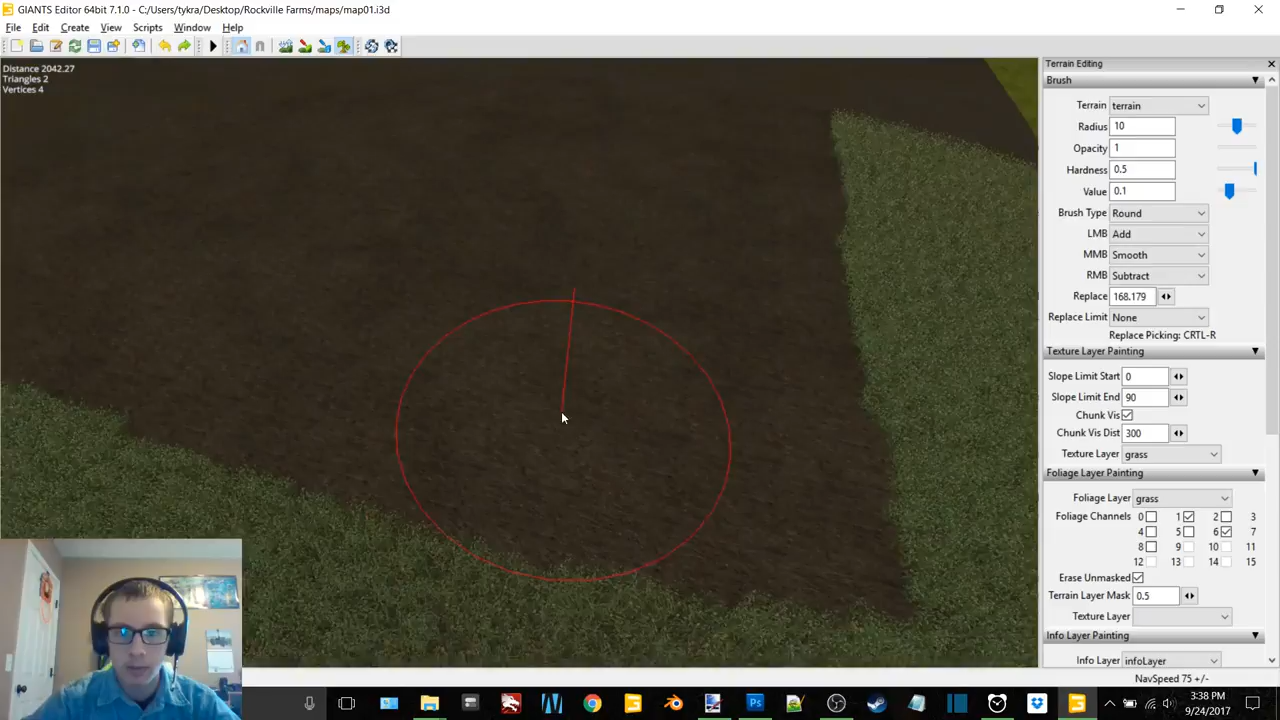 GIANTS Editor 64bit 7.1.0 - C:/Users/tykra/Desktop/Rockville Farms/maps/map01.i3d
File Edit Create View Scripts Window Help
Distance 2042.27
Triangles 2
Vertices 4
Terrain Editing
Brush
Terrain terrain
Radius 10
Opacity 1
Hardness 0.5
Value 0.1
Brush Type Round
LMB Add
MMB Smooth
RMB Subtract
Replace 168.179
Replace Limit None
Replace Picking: CRTL-R
Texture Layer Painting
Slope Limit Start 0
Slope Limit End 90
Chunk Vis
Chunk Vis Dist 300
Texture Layer grass
Foliage Layer Painting
Foliage Layer grass
Foliage Channels 0 1 2 3
4 5 6 7
8 9 10 11
12 13 14 15
Erase Unmasked
Terrain Layer Mask 0.5
Texture Layer
Info Layer Painting
Info Layer infoLayer
NavSpeed 75 +/-
3:38 PM
9/24/2017